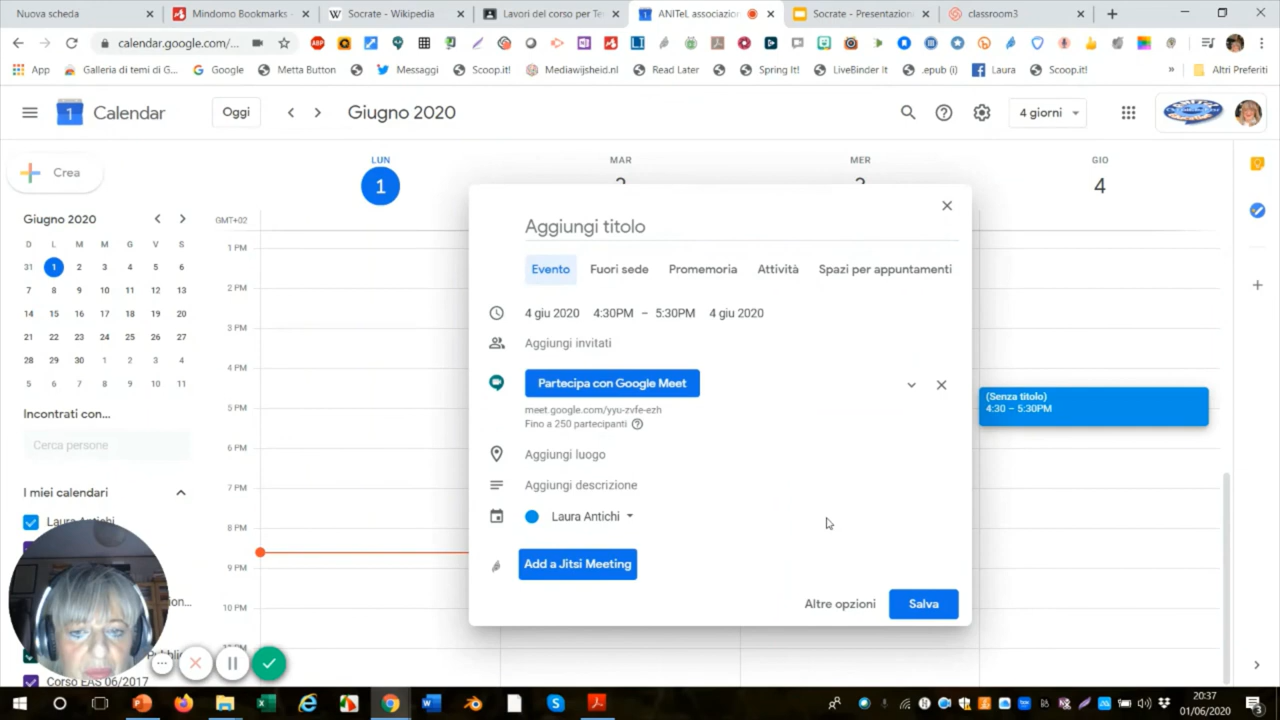 Nuova scheda
Mindomo Bookmarks -
Socrate - Wikipedia
Lavori del corso per Te
ANITeL associazion
Socrate - Presentazion
classroom3
calendar.google.com/...
App
Galleria di temi di G...
Google
Metta Button
Messaggi
Scoop.it!
Mediawijsheid.nl
Read Later
Spring It!
LiveBinder It
.epub (i)
Laura
Scoop.it!
»
Altri Preferiti
Calendar
Oggi
Giugno 2020
4 giorni
Crea
LUN
1
MAR
MER
GIO
4
Giugno 2020
D L M M G V S
31 1 2 3 4 5 6
7 8 9 10 11 12 13
14 15 16 17 18 19 20
21 22 23 24 25 26 27
28 29 30 1 2 3 4
5 6 7 8 9 10 11
Incontrati con...
Cerca persone
I miei calendari
Laura Antichi
Corso EAS 06/2017
GMT+02
1 PM
2 PM
3 PM
4 PM
5 PM
6 PM
7 PM
8 PM
9 PM
10 PM
Aggiungi titolo
Evento
Fuori sede
Promemoria
Attività
Spazi per appuntamenti
4 giu 2020 4:30PM – 5:30PM 4 giu 2020
Aggiungi invitati
Partecipa con Google Meet
meet.google.com/yyu-zvfe-ezh
Fino a 250 partecipanti
Aggiungi luogo
Aggiungi descrizione
Laura Antichi
Add a Jitsi Meeting
Altre opzioni
Salva
(Senza titolo)
4:30 – 5:30PM
20:37
01/06/2020